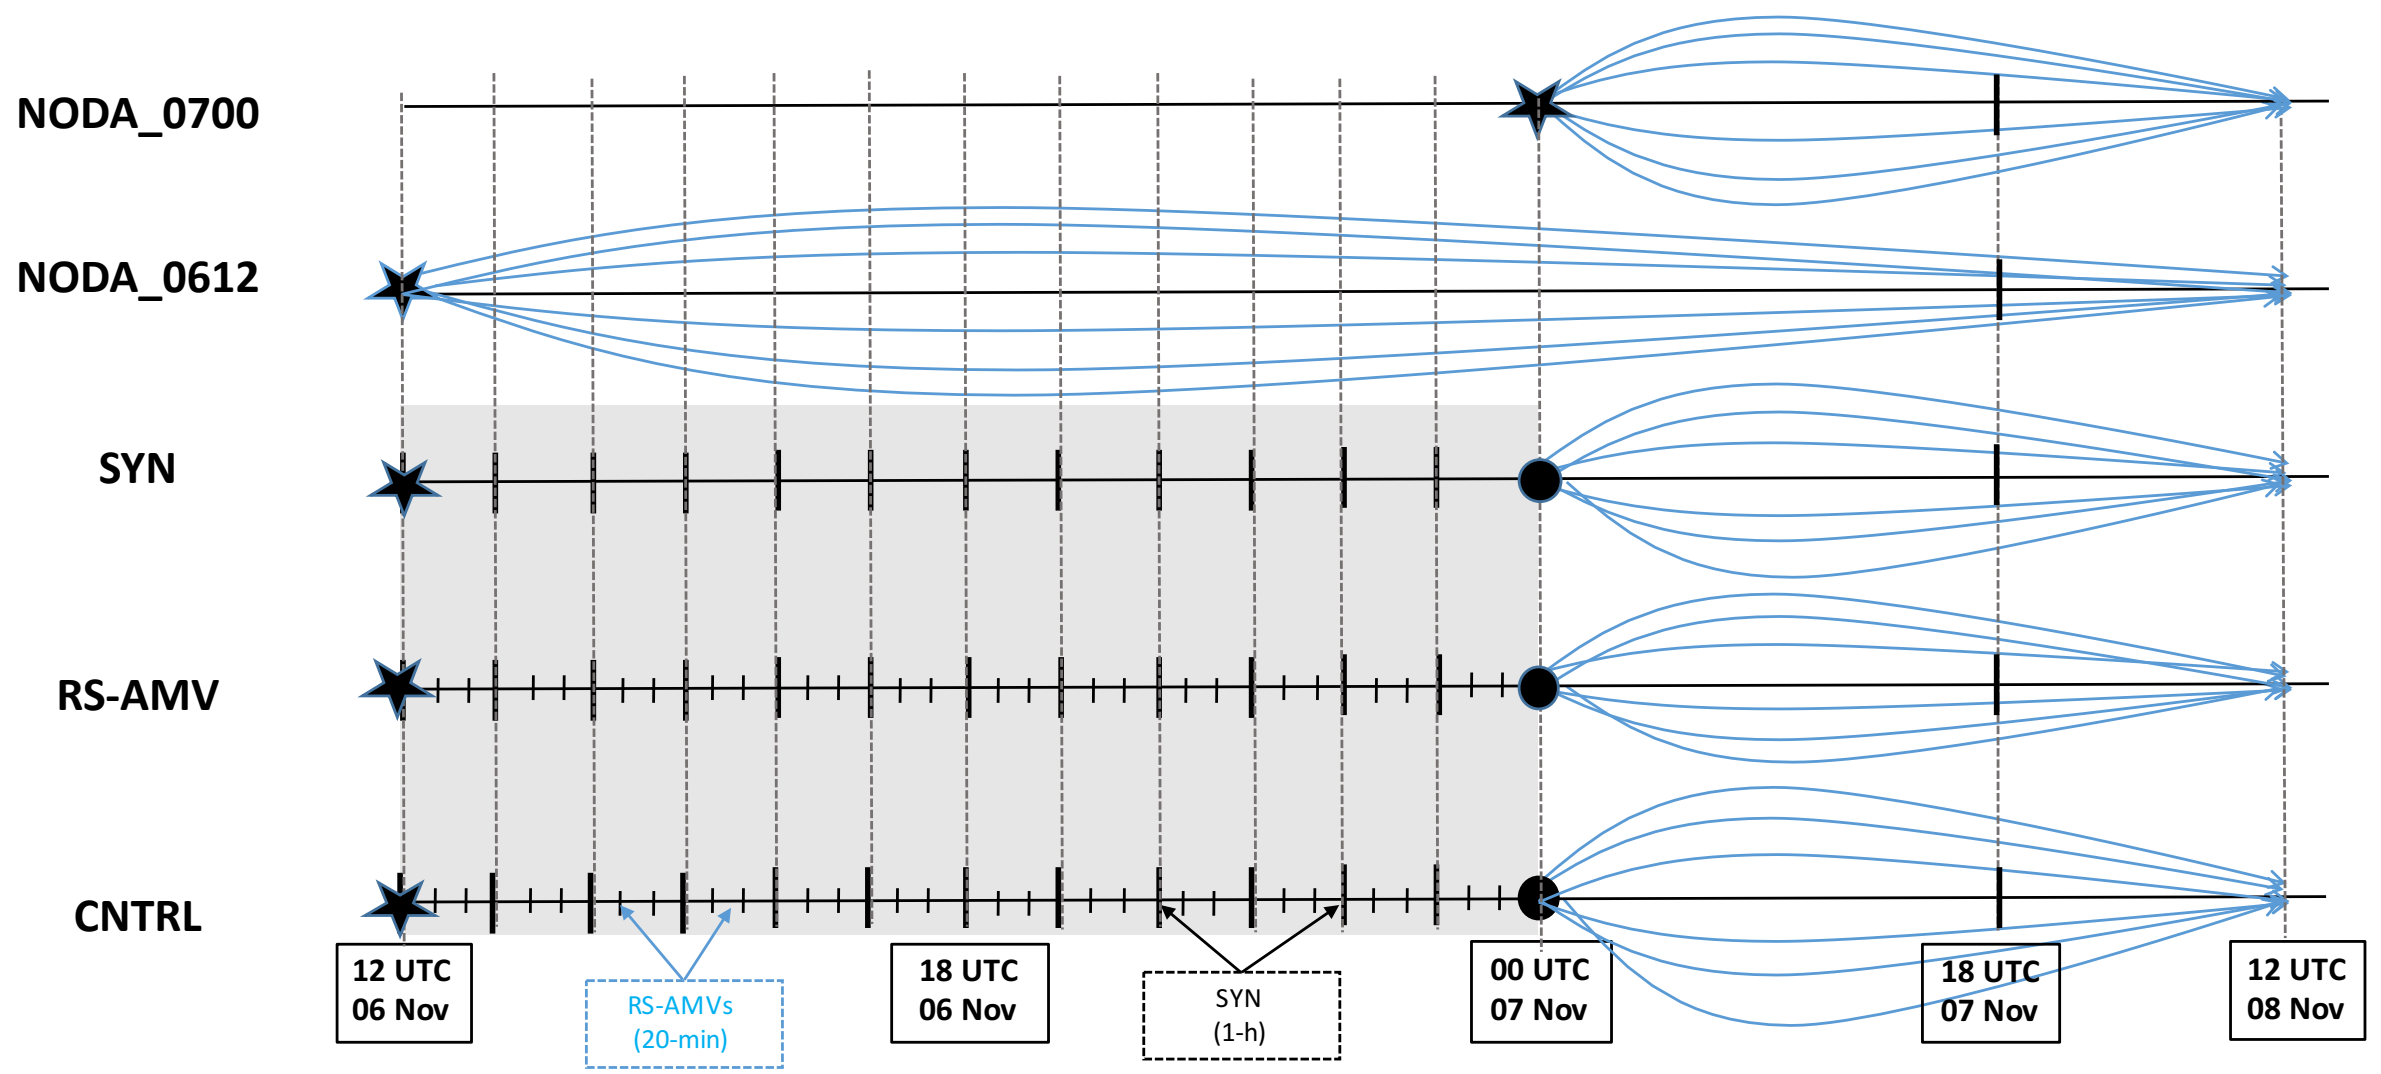 NODA_0700
NODA_0612
SYN
RS-AMV
CNTRL
12 UTC
06 Nov
RS-AMVs
(20-min)
18 UTC
06 Nov
SYN
(1-h)
00 UTC
07 Nov
18 UTC
07 Nov
12 UTC
08 Nov